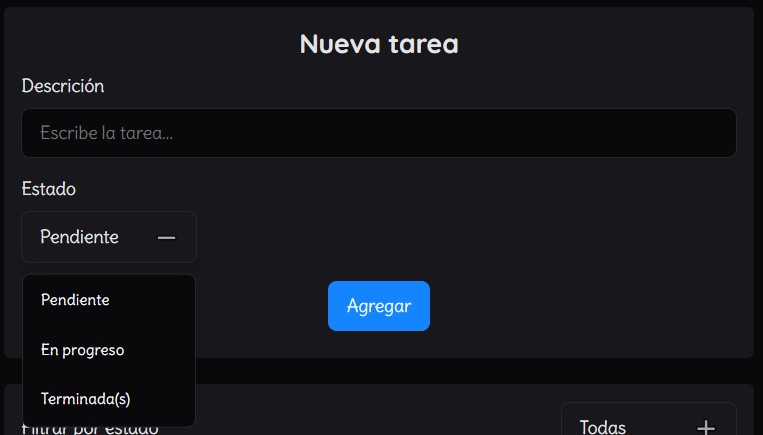 Nueva tarea
Descrición
Escribe la tarea...
Estado
Pendiente
Pendiente
En progreso
Terminada(s)
Agregar
Filtrar por estado
Todas